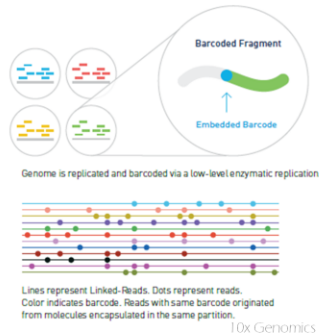 Barcoded Fragment
Embedded Barcode
Genome is replicated and barcoded via a low-level enzymatic replication
Lines represent Linked-Reads. Dots represent reads.
Color indicates barcode. Reads with same barcode originated
from molecules encapsulated in the same partition.
10x Genomics